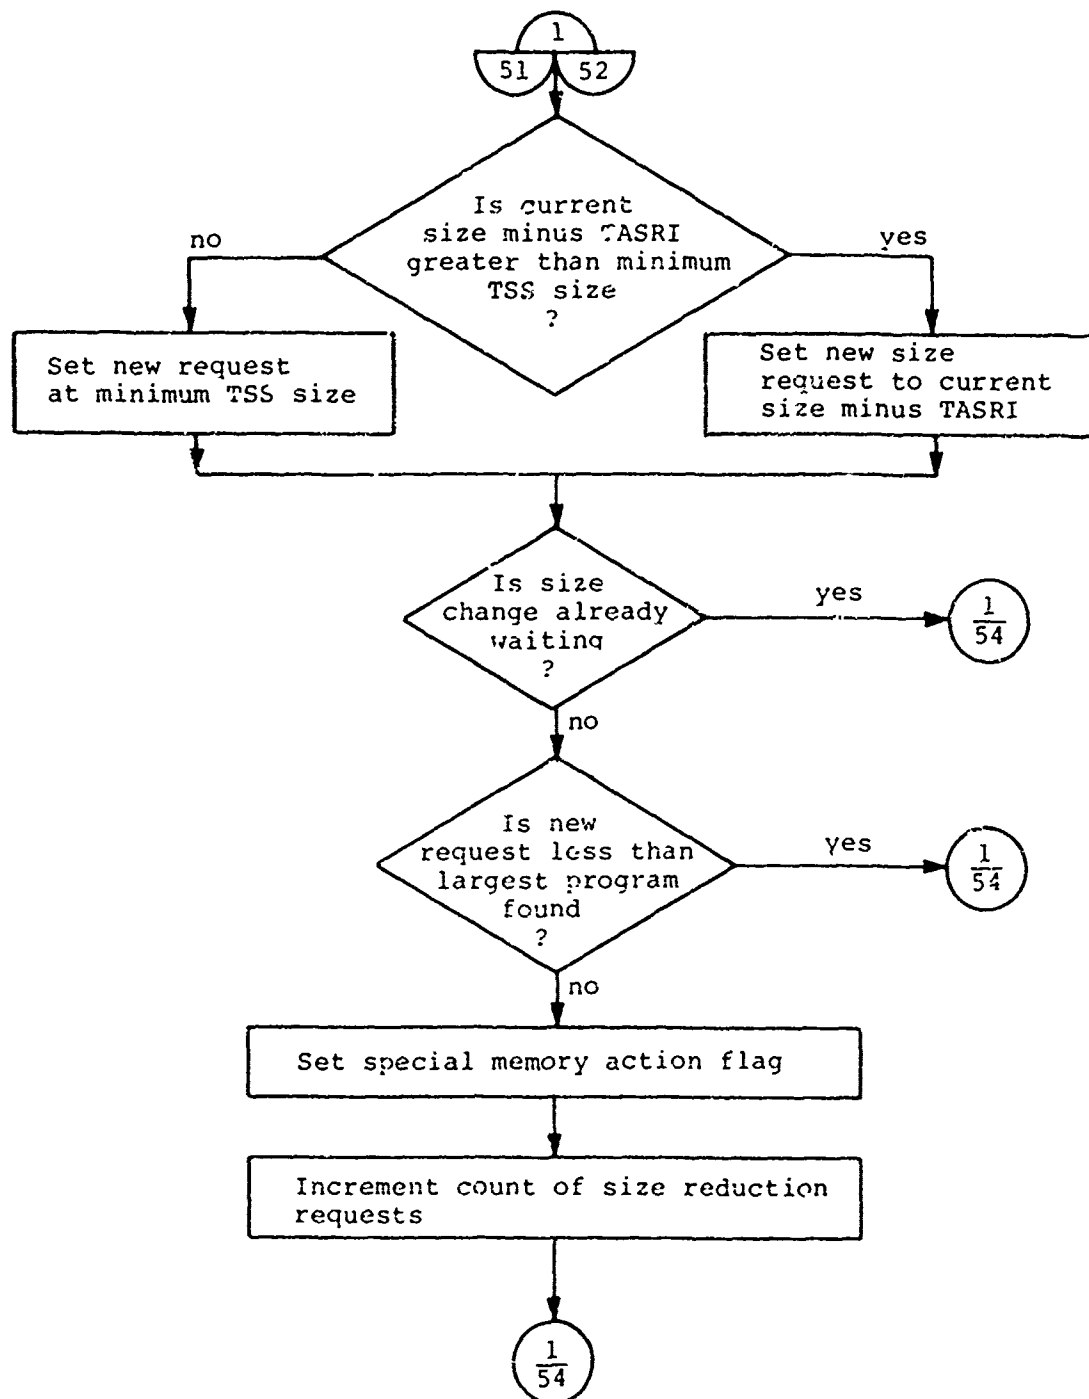 1
51 52
Is current
size minus TASRI
greater than minimum
TSS size
?
no
yes
Set new request
at minimum TSS size
Set new size
request to current
size minus TASRI
Is size
change already
waiting
?
yes
1
54
no
Is new
request less than
largest program
found
?
yes
1
54
no
Set special memory action flag
Increment count of size reduction
requests
1
54